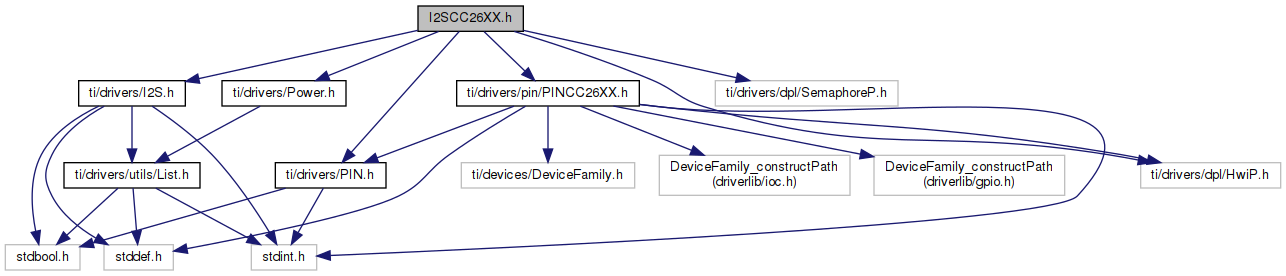 I2SCC26XX.h
ti/drivers/I2S.h
ti/drivers/Power.h
ti/drivers/pin/PINCC26XX.h
ti/drivers/dpl/SemaphoreP.h
ti/drivers/utils/List.h
ti/drivers/PIN.h
ti/devices/DeviceFamily.h
DeviceFamily_constructPath
(driverlib/ioc.h)
DeviceFamily_constructPath
(driverlib/gpio.h)
ti/drivers/dpl/HwiP.h
stdbool.h
stddef.h
stdint.h